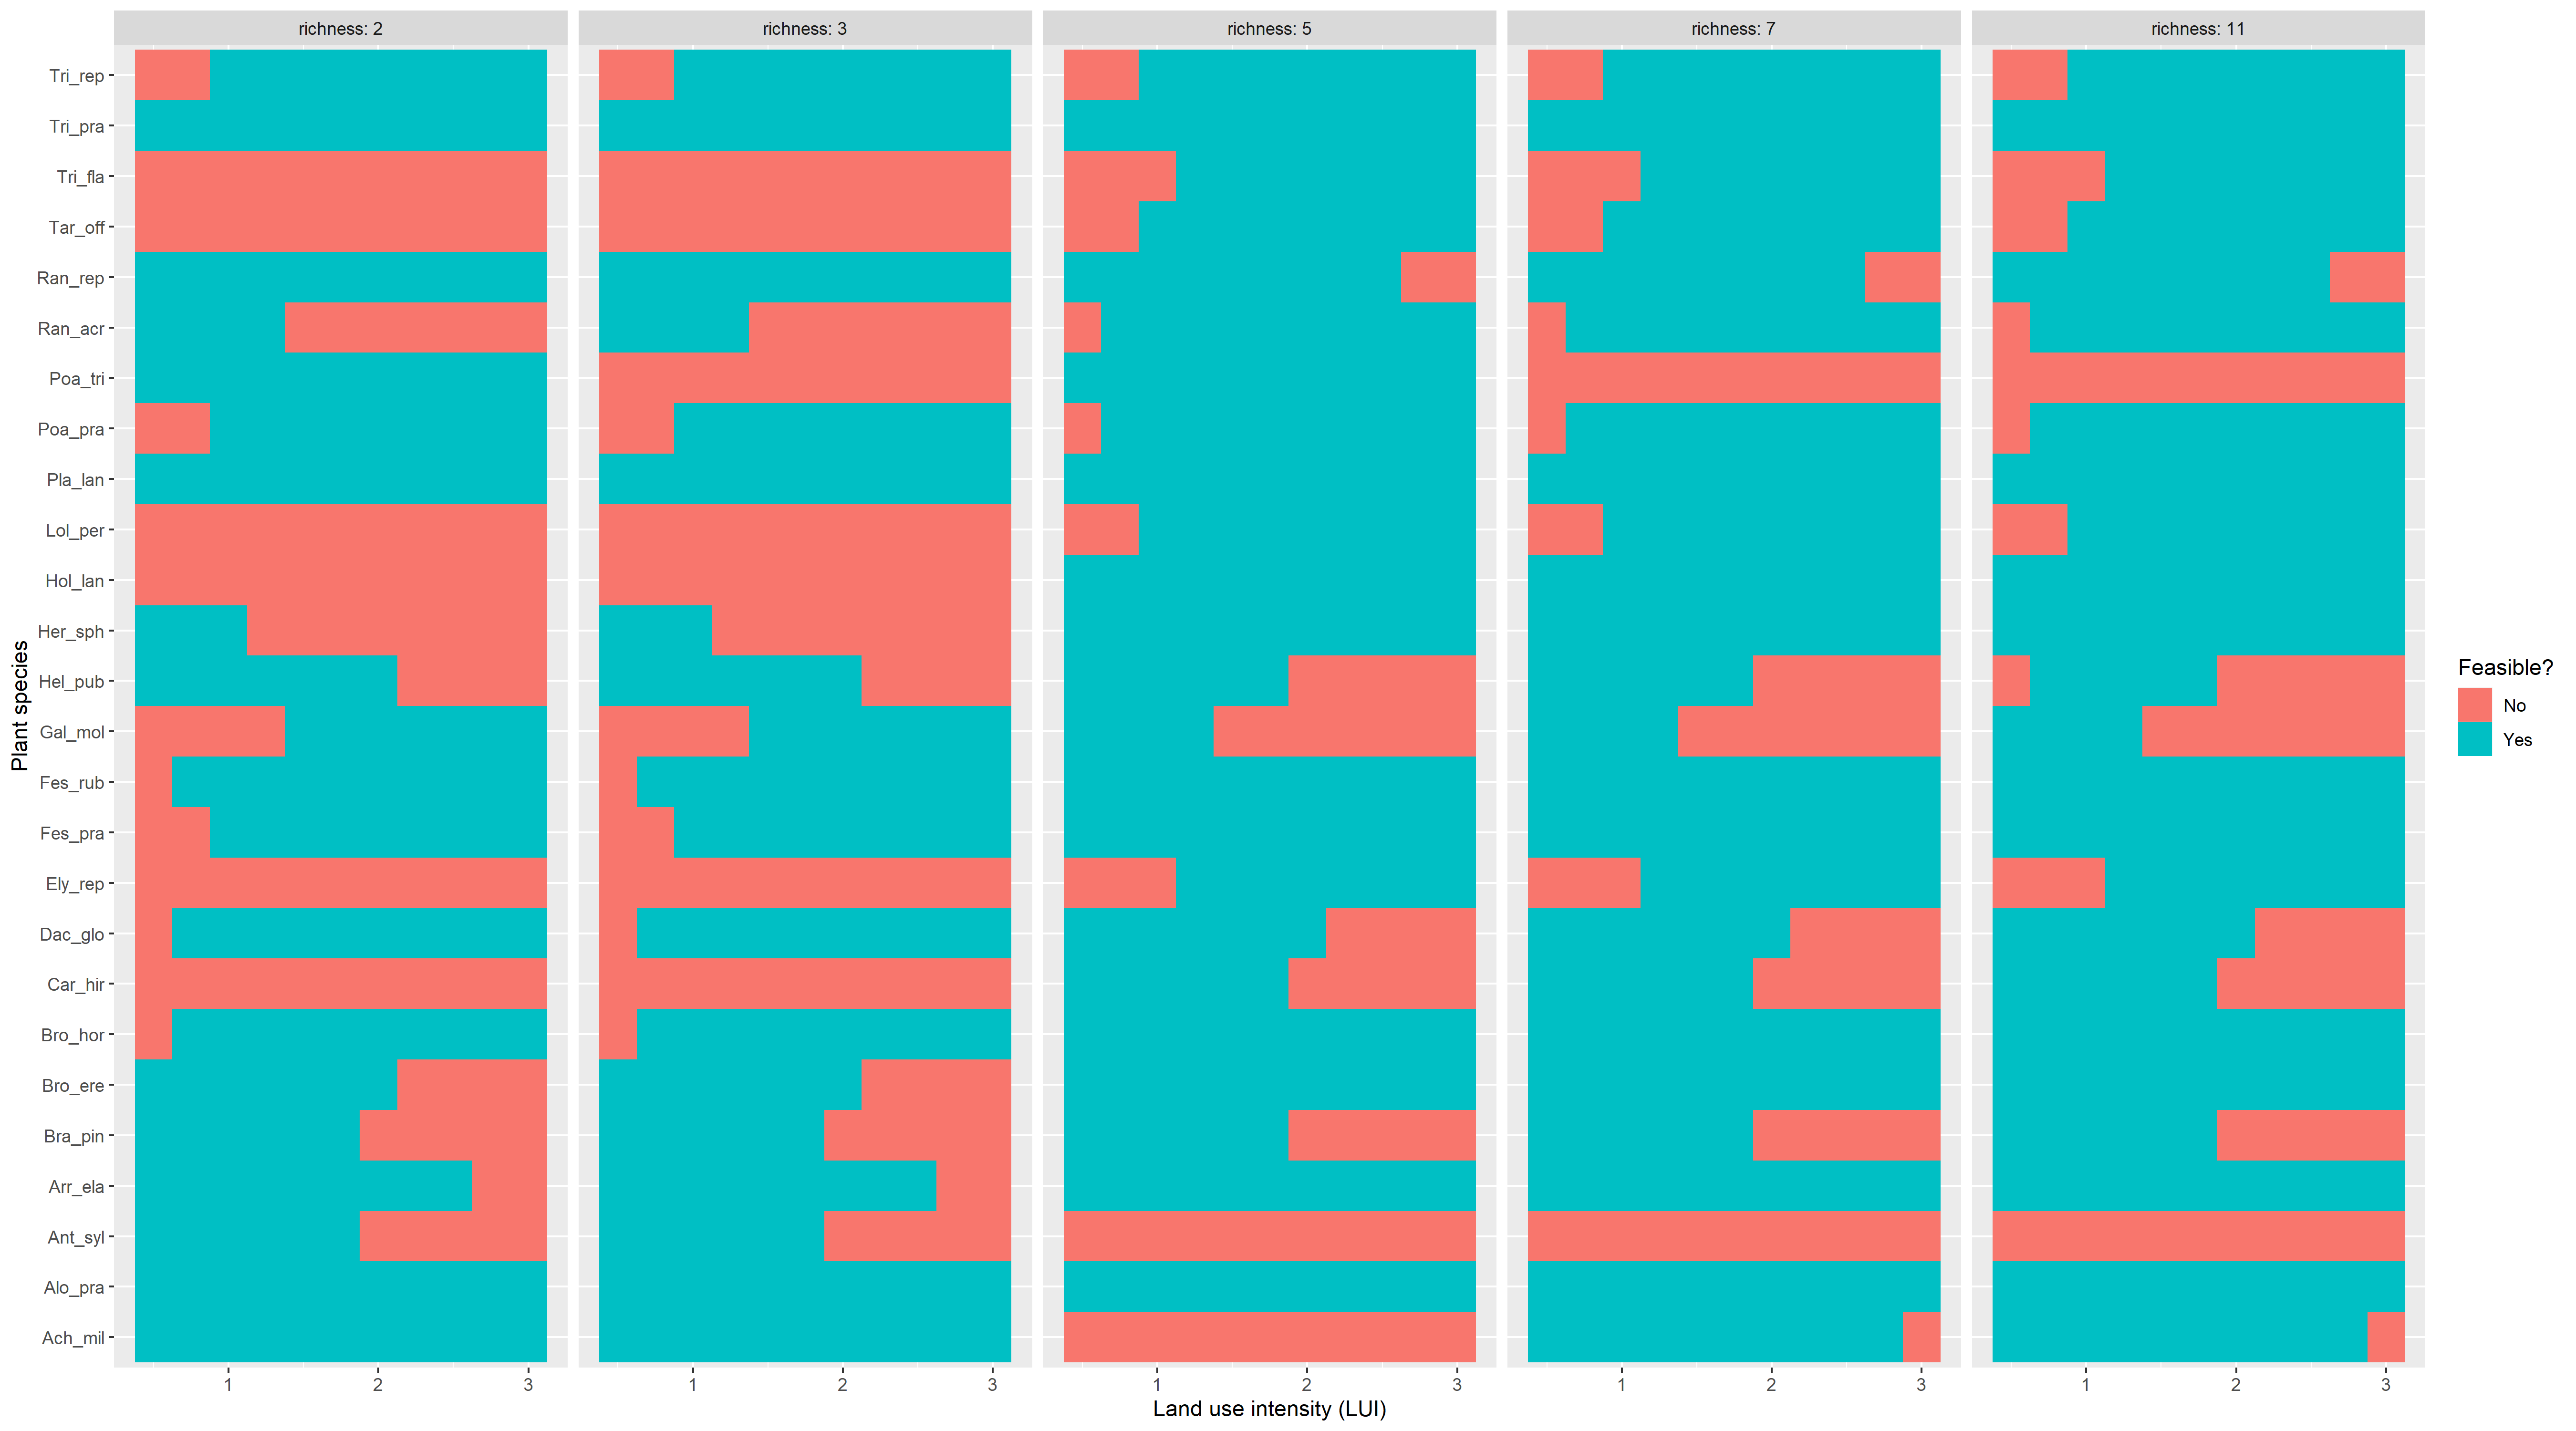 richness: 2
richness: 3
richness: 5
richness: 7
richness: 11
Plant species
Tri_rep
Tri_pra
Tri_fla
Tar_off
Ran_rep
Ran_acr
Poa_tri
Poa_pra
Pla_lan
Lol_per
Hol_lan
Her_sph
Hel_pub
Gal_mol
Fes_rub
Fes_pra
Ely_rep
Dac_glo
Car_hir
Bro_hor
Bro_ere
Bra_pin
Arr_ela
Ant_syl
Alo_pra
Ach_mil
1 2 3
1 2 3
1 2 3
1 2 3
1 2 3
Land use intensity (LUI)
Feasible?
No
Yes